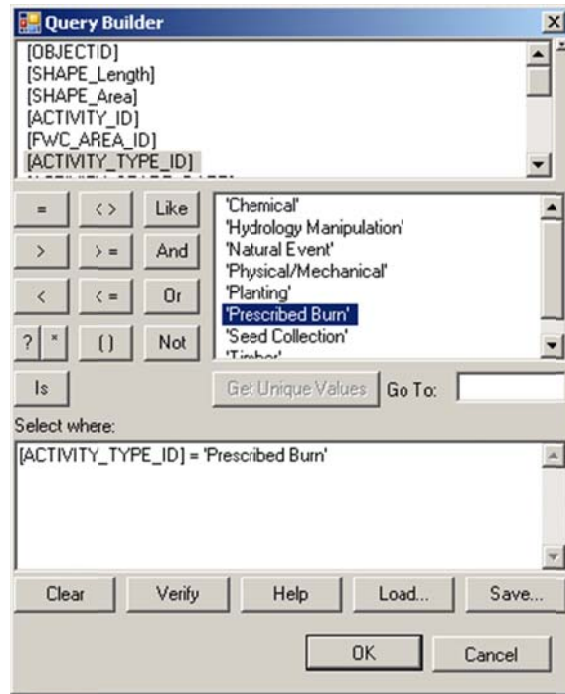 Query Builder
[OBJECTID]
[SHAPE_Length]
[SHAPE_Area]
[ACTIVITY_ID]
[FWC_AREA_ID]
[ACTIVITY_TYPE_ID]
= < > Like
> > = And
< < = Or
? * ( ) Not
Is
'Chemical'
'Hydrology Manipulation'
'Natural Event'
'Physical/Mechanical'
'Planting'
'Prescribed Burn'
'Seed Collection'
'Timber'
Get Unique Values Go To:
Select where:
[ACTIVITY_TYPE_ID] = 'Prescribed Burn'
Clear Verify Help Load... Save...
OK Cancel